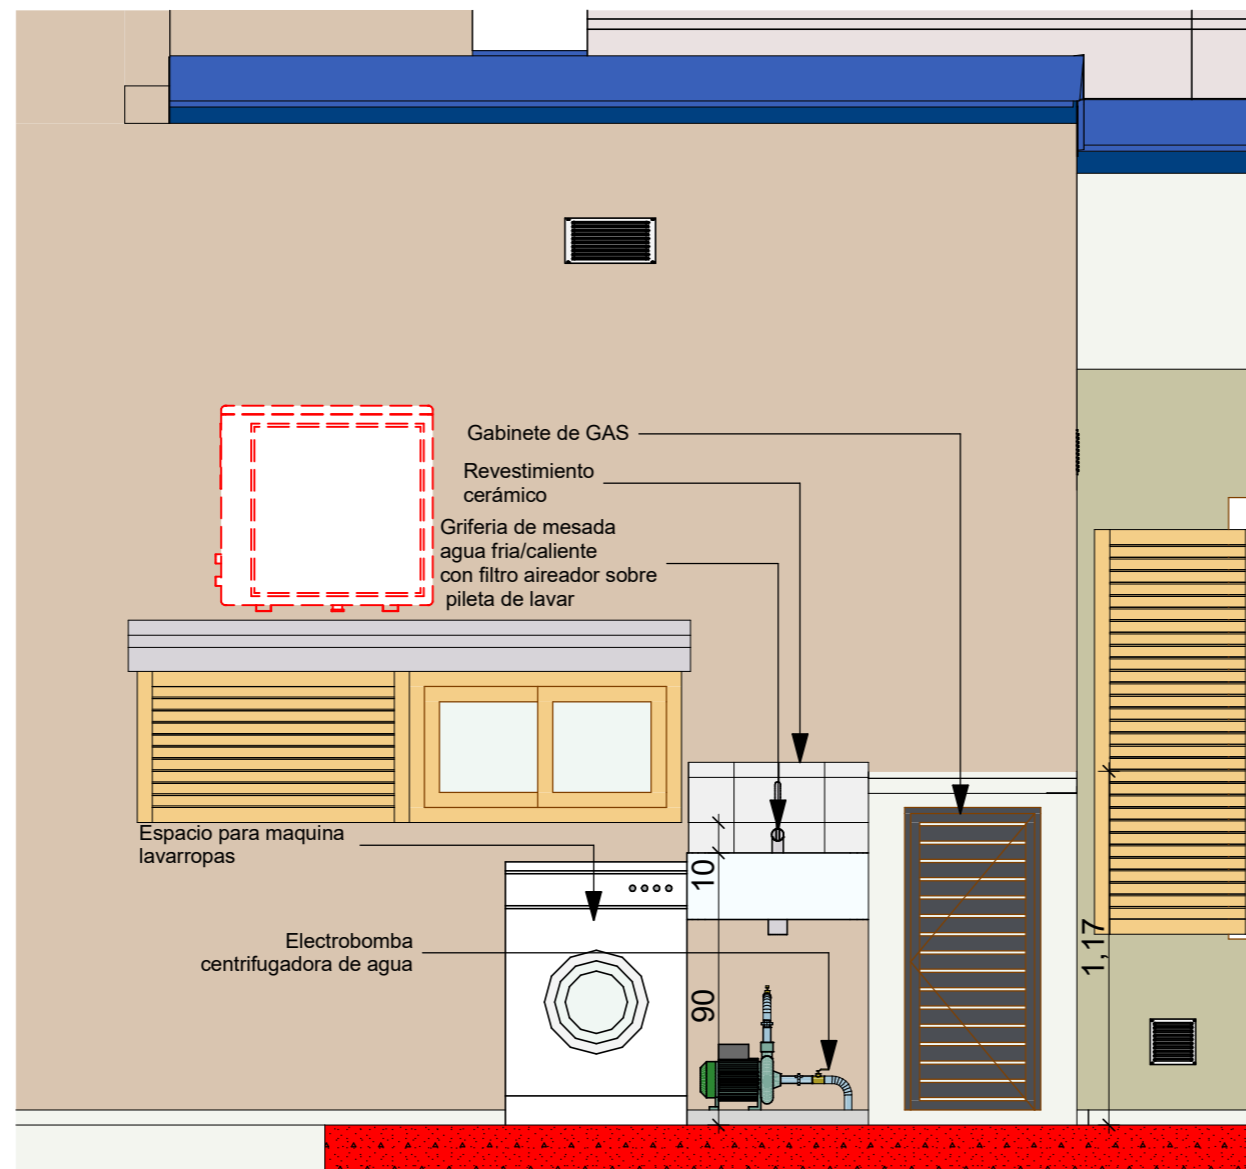 Gabinete de GAS
Revestimiento
cerámico
Griferia de mesada
agua fria/caliente
con filtro aireador sobre
pileta de lavar
Espacio para maquina
lavarropas
10
1,17
Electrobomba
centrifugadora de agua
90